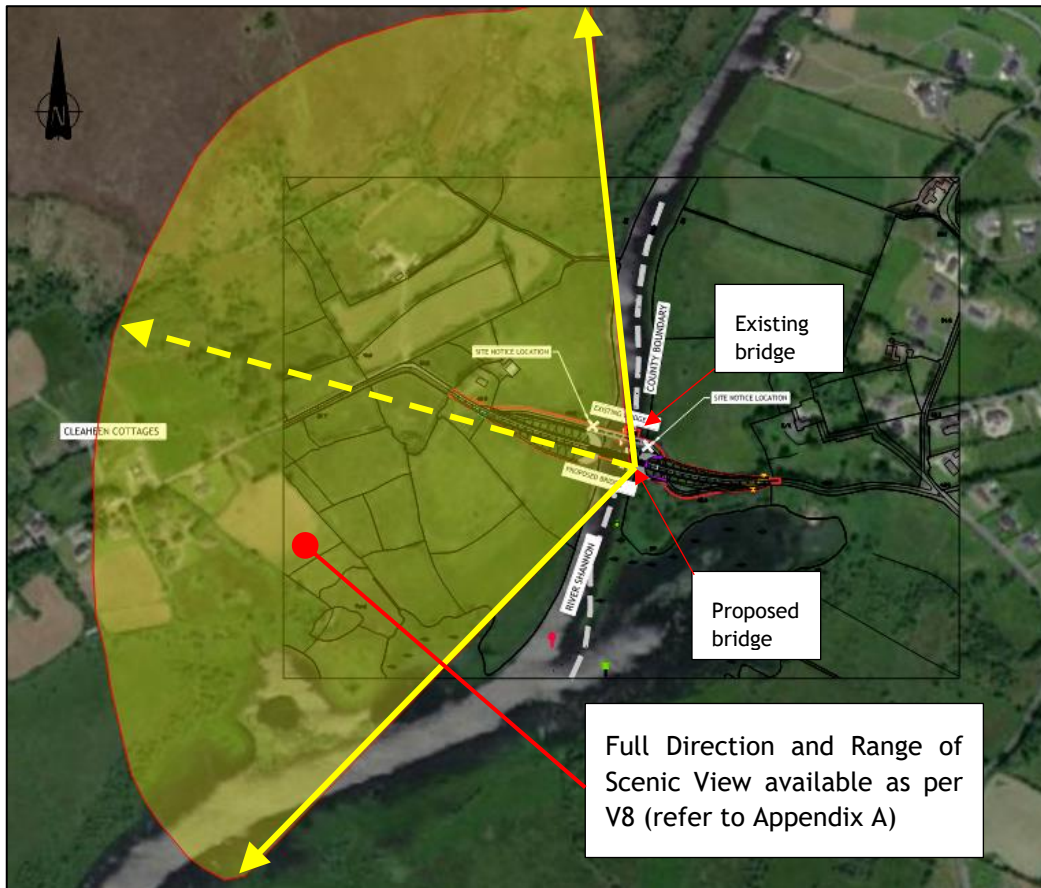 N
Existing
bridge
COUNTY BOUNDARY
SITE NOTICE LOCATION
SITE NOTICE LOCATION
EXISTING BRIDGE
CLEAHEEN COTTAGES
PROPOSED BRIDGE
RIVER SHANNON
Proposed
bridge
Full Direction and Range of
Scenic View available as per
V8 (refer to Appendix A)